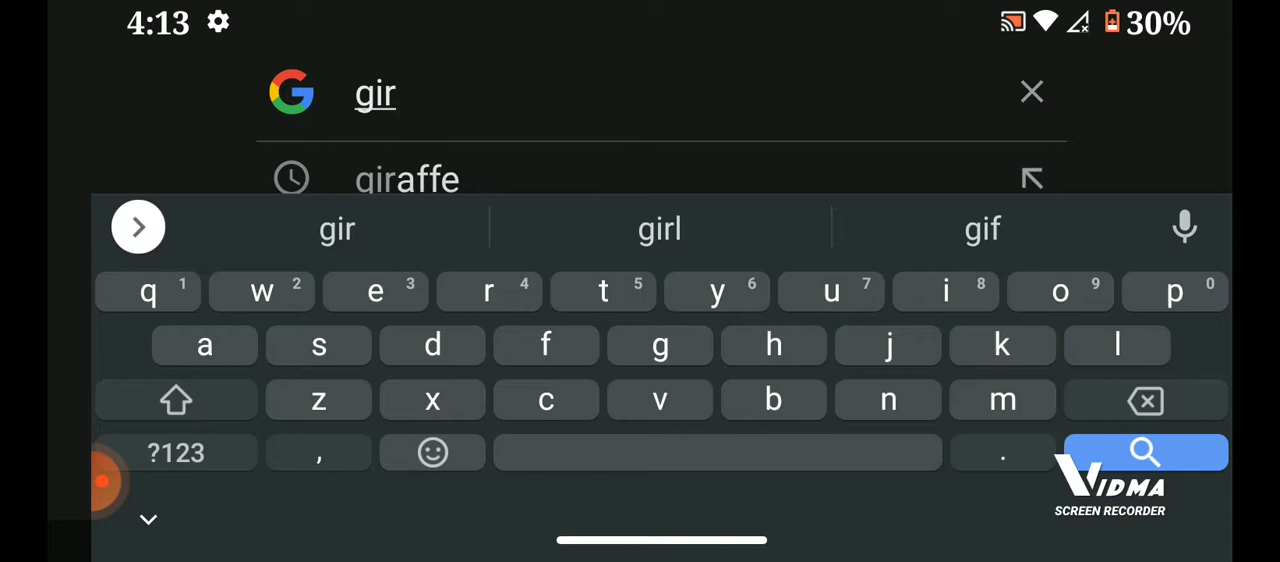 4:13 30%
gir
giraffe
gir girl gif
q 1 w 2 e 3 r 4 t 5 y 6 u 7 i 8 o 9 p 0
a s d f g h j k l
z x c v b n m
?123 , .
VIDMA
SCREEN RECORDER